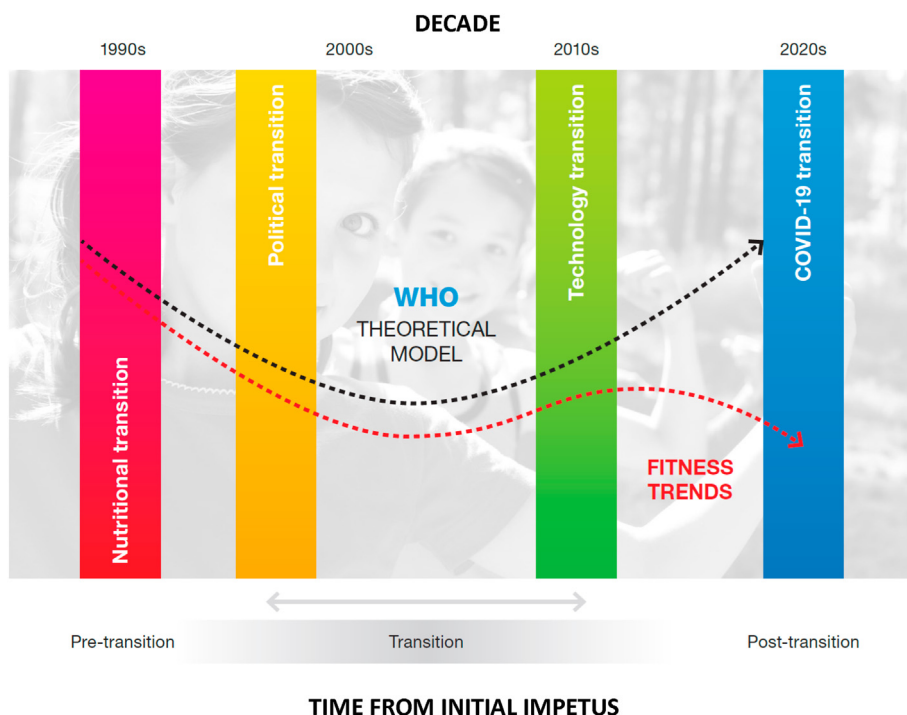 DECADE
1990s
2000s
2010s
2020s
Nutritional transition
Political transition
Technology transition
COVID-19 transition
WHO
THEORETICAL
MODEL
FITNESS
TRENDS
Pre-transition
Transition
Post-transition
TIME FROM INITIAL IMPETUS